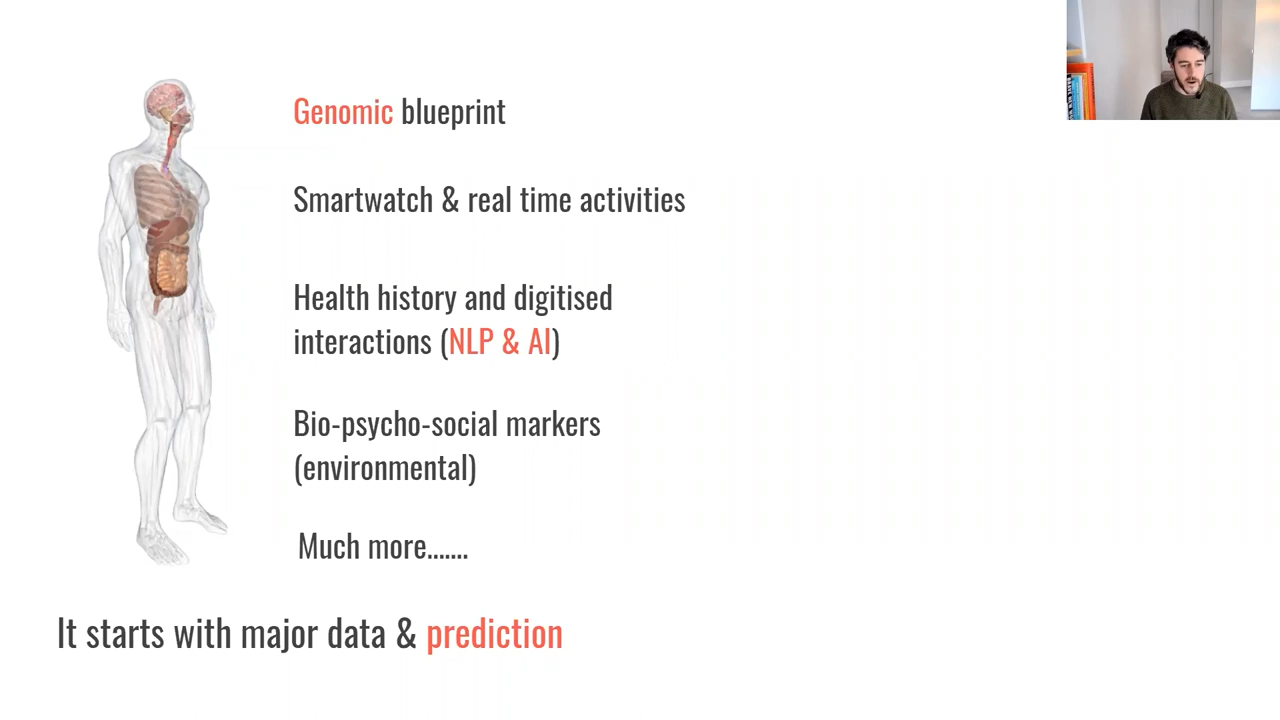 Genomic blueprint
Smartwatch & real time activities
Health history and digitised
interactions (NLP & AI)
Bio-psycho-social markers
(environmental)
Much more.......
It starts with major data & prediction